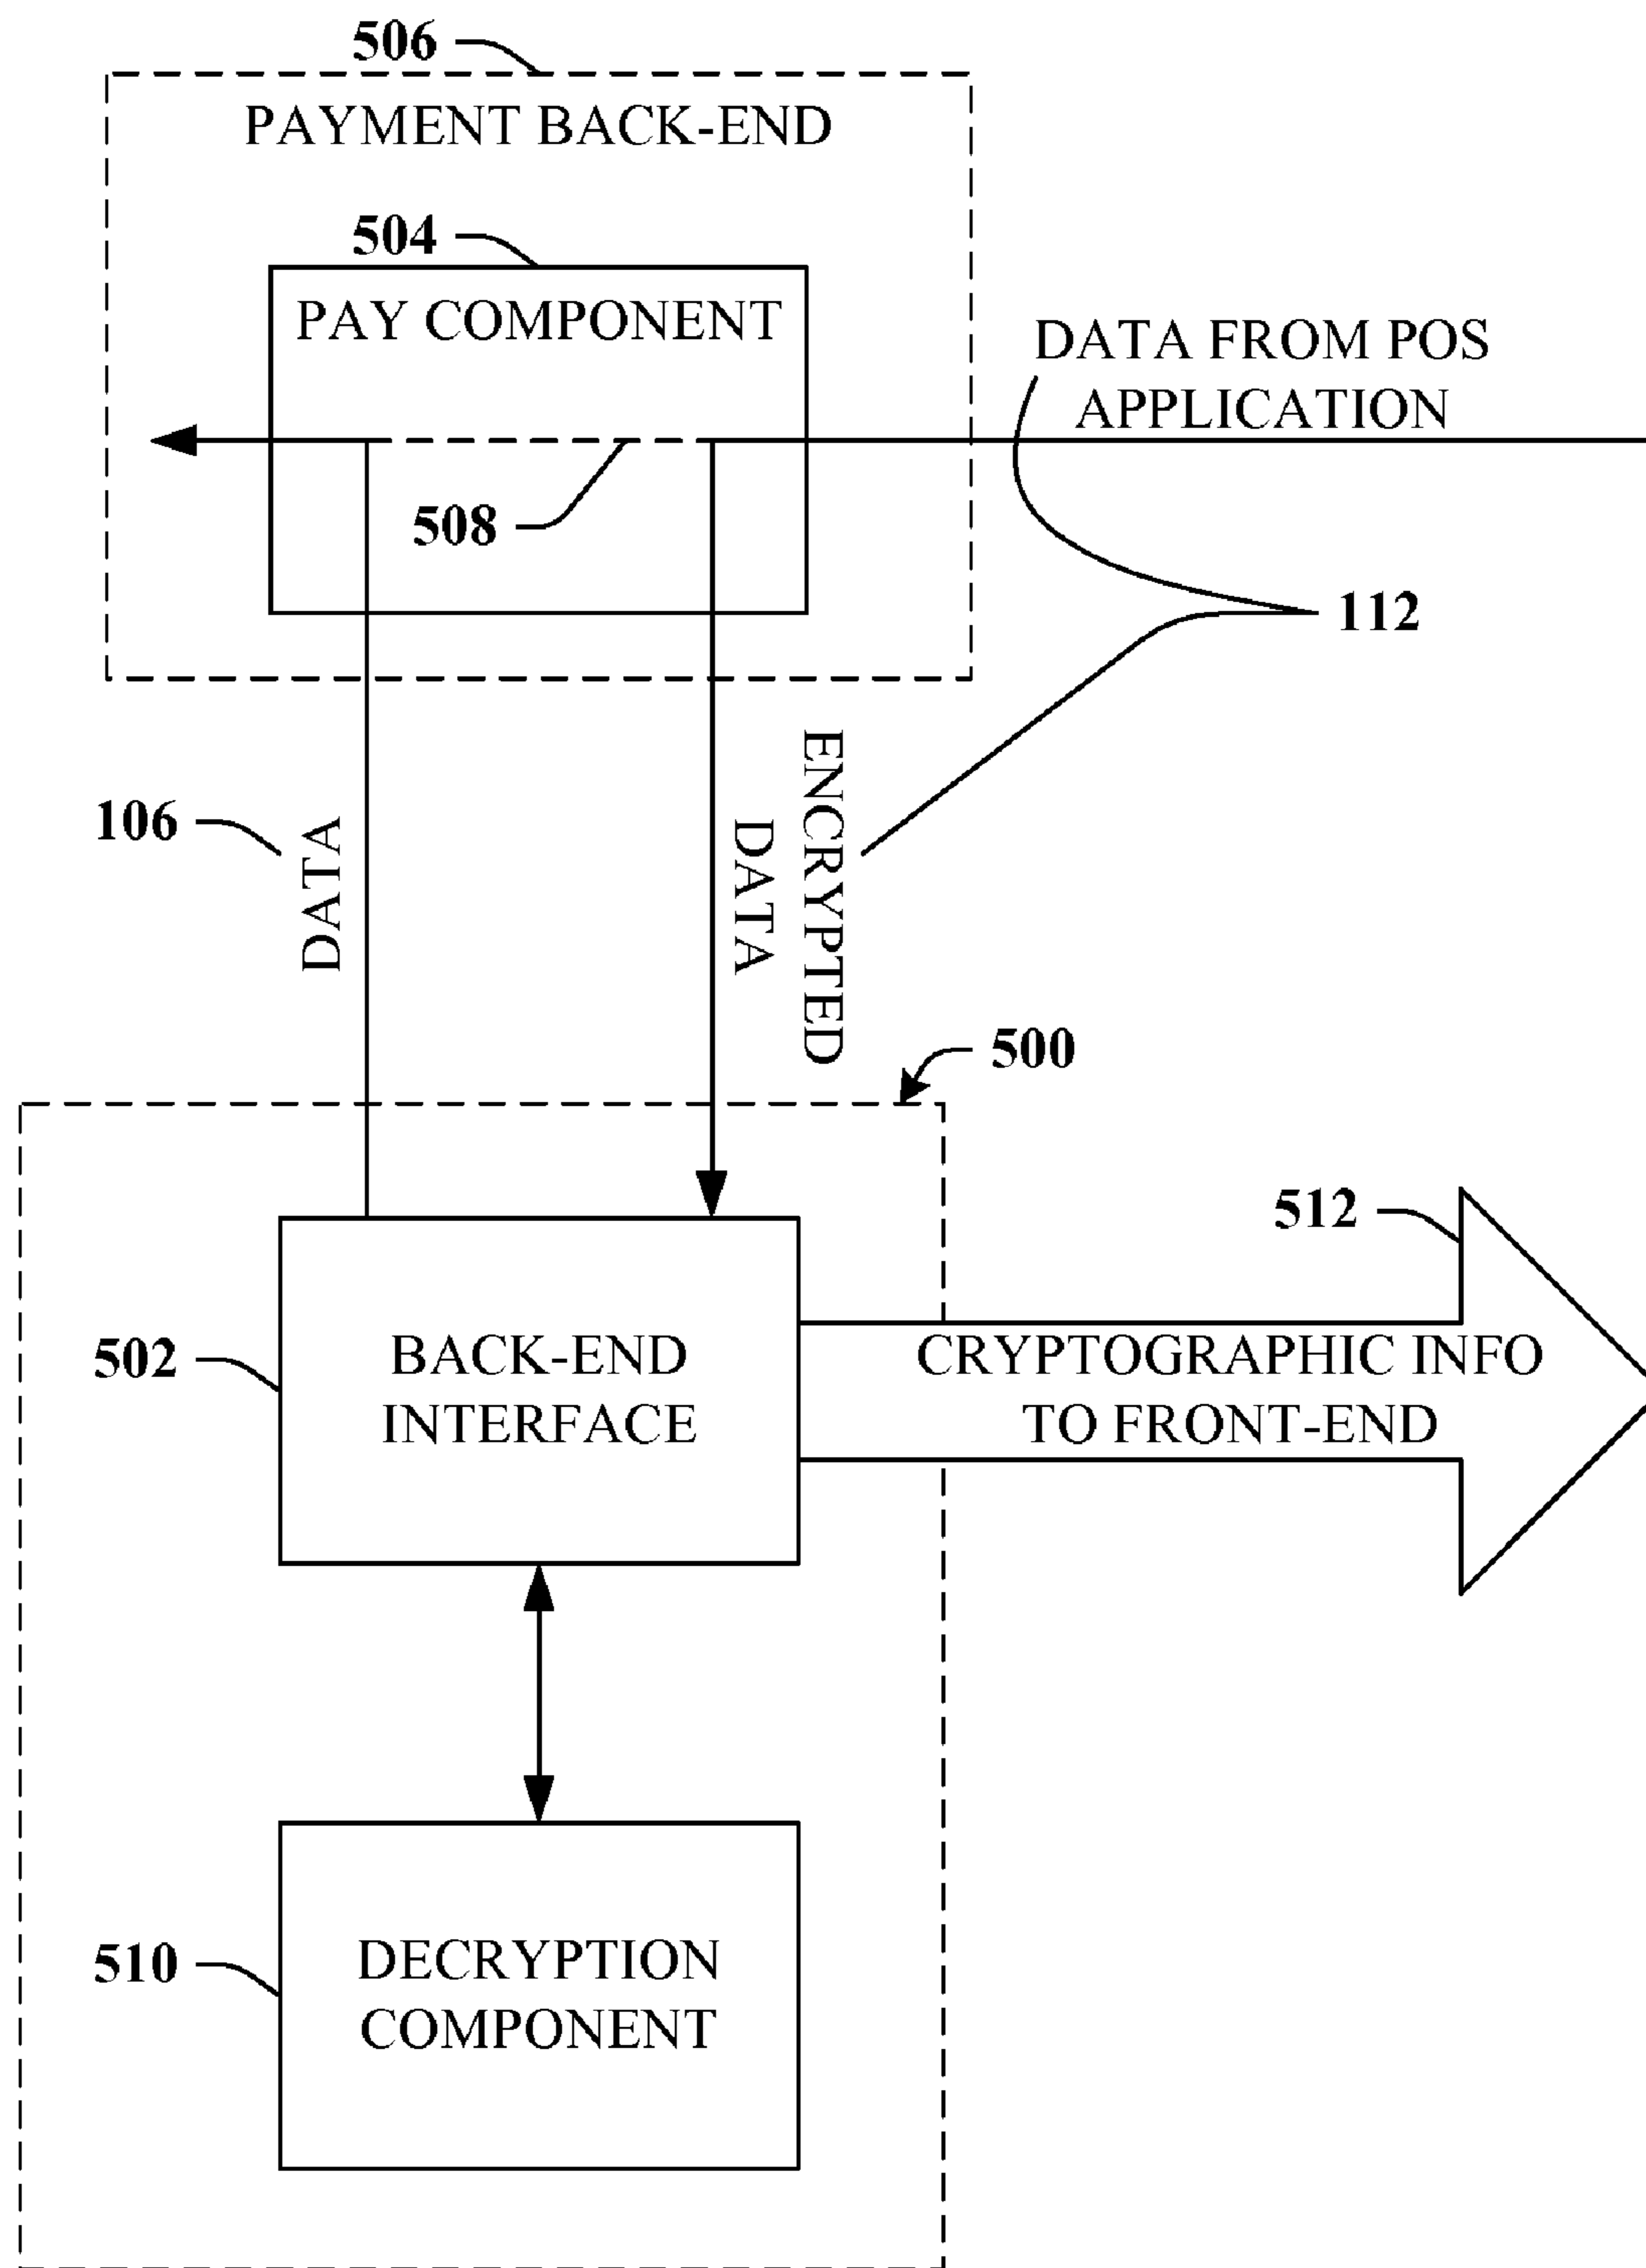 506
PAYMENT BACK-END
504
PAY COMPONENT
DATA FROM POS
APPLICATION
508
112
106
DATA
ENCRYPTED
DATA
500
512
502
BACK-END
INTERFACE
CRYPTOGRAPHIC INFO
TO FRONT-END
510
DECRYPTION
COMPONENT